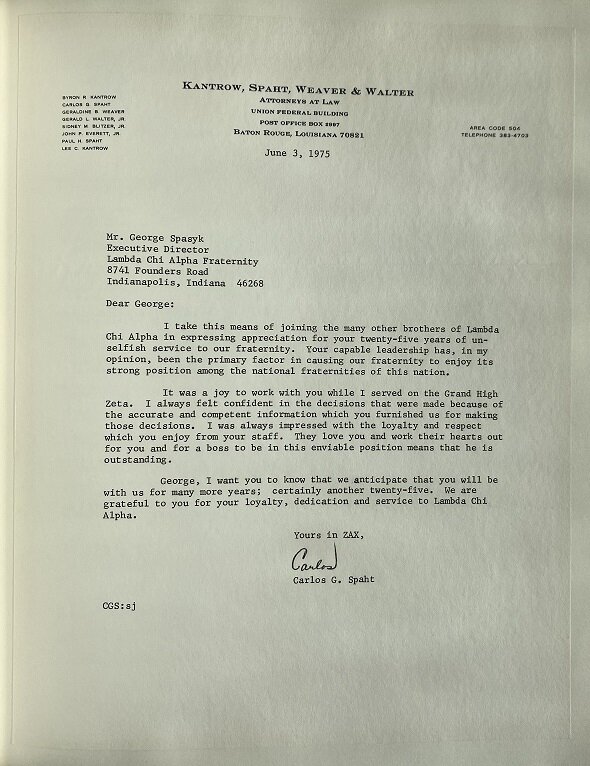 KANTROW, SPAHT, WEAVER & WALTER
ATTORNEYS AT LAW
UNION FEDERAL BUILDING
POST OFFICE BOX 2997
BATON ROUGE, LOUISIANA 70821
BYRON R. KANTROW
CARLOS G. SPAHT
GERALDINE B. WEAVER
GERALD L. WALTER, JR.
SIDNEY M. BLITZER, JR.
JOHN P. EVERETT, JR.
PAUL H. SPAHT
LEE C. KANTROW
AREA CODE 504
TELEPHONE 383-4703
June 3, 1975
Mr. George Spasyk
Executive Director
Lambda Chi Alpha Fraternity
8741 Founders Road
Indianapolis, Indiana 46268
Dear George:
I take this means of joining the many other brothers of Lambda
Chi Alpha in expressing appreciation for your twenty-five years of un-
selfish service to our fraternity. Your capable leadership has, in my
opinion, been the primary factor in causing our fraternity to enjoy its
strong position among the national fraternities of this nation.
It was a joy to work with you while I served on the Grand High
Zeta. I always felt confident in the decisions that were made because of
the accurate and competent information which you furnished us for making
those decisions. I was always impressed with the loyalty and respect
which you enjoy from your staff. They love you and work their hearts out
for you and for a boss to be in this enviable position means that he is
outstanding.
George, I want you to know that we anticipate that you will be
with us for many more years; certainly another twenty-five. We are
grateful to you for your loyalty, dedication and service to Lambda Chi
Alpha.
Yours in ZAX,
Carlos
Carlos G. Spaht
CGS:sj